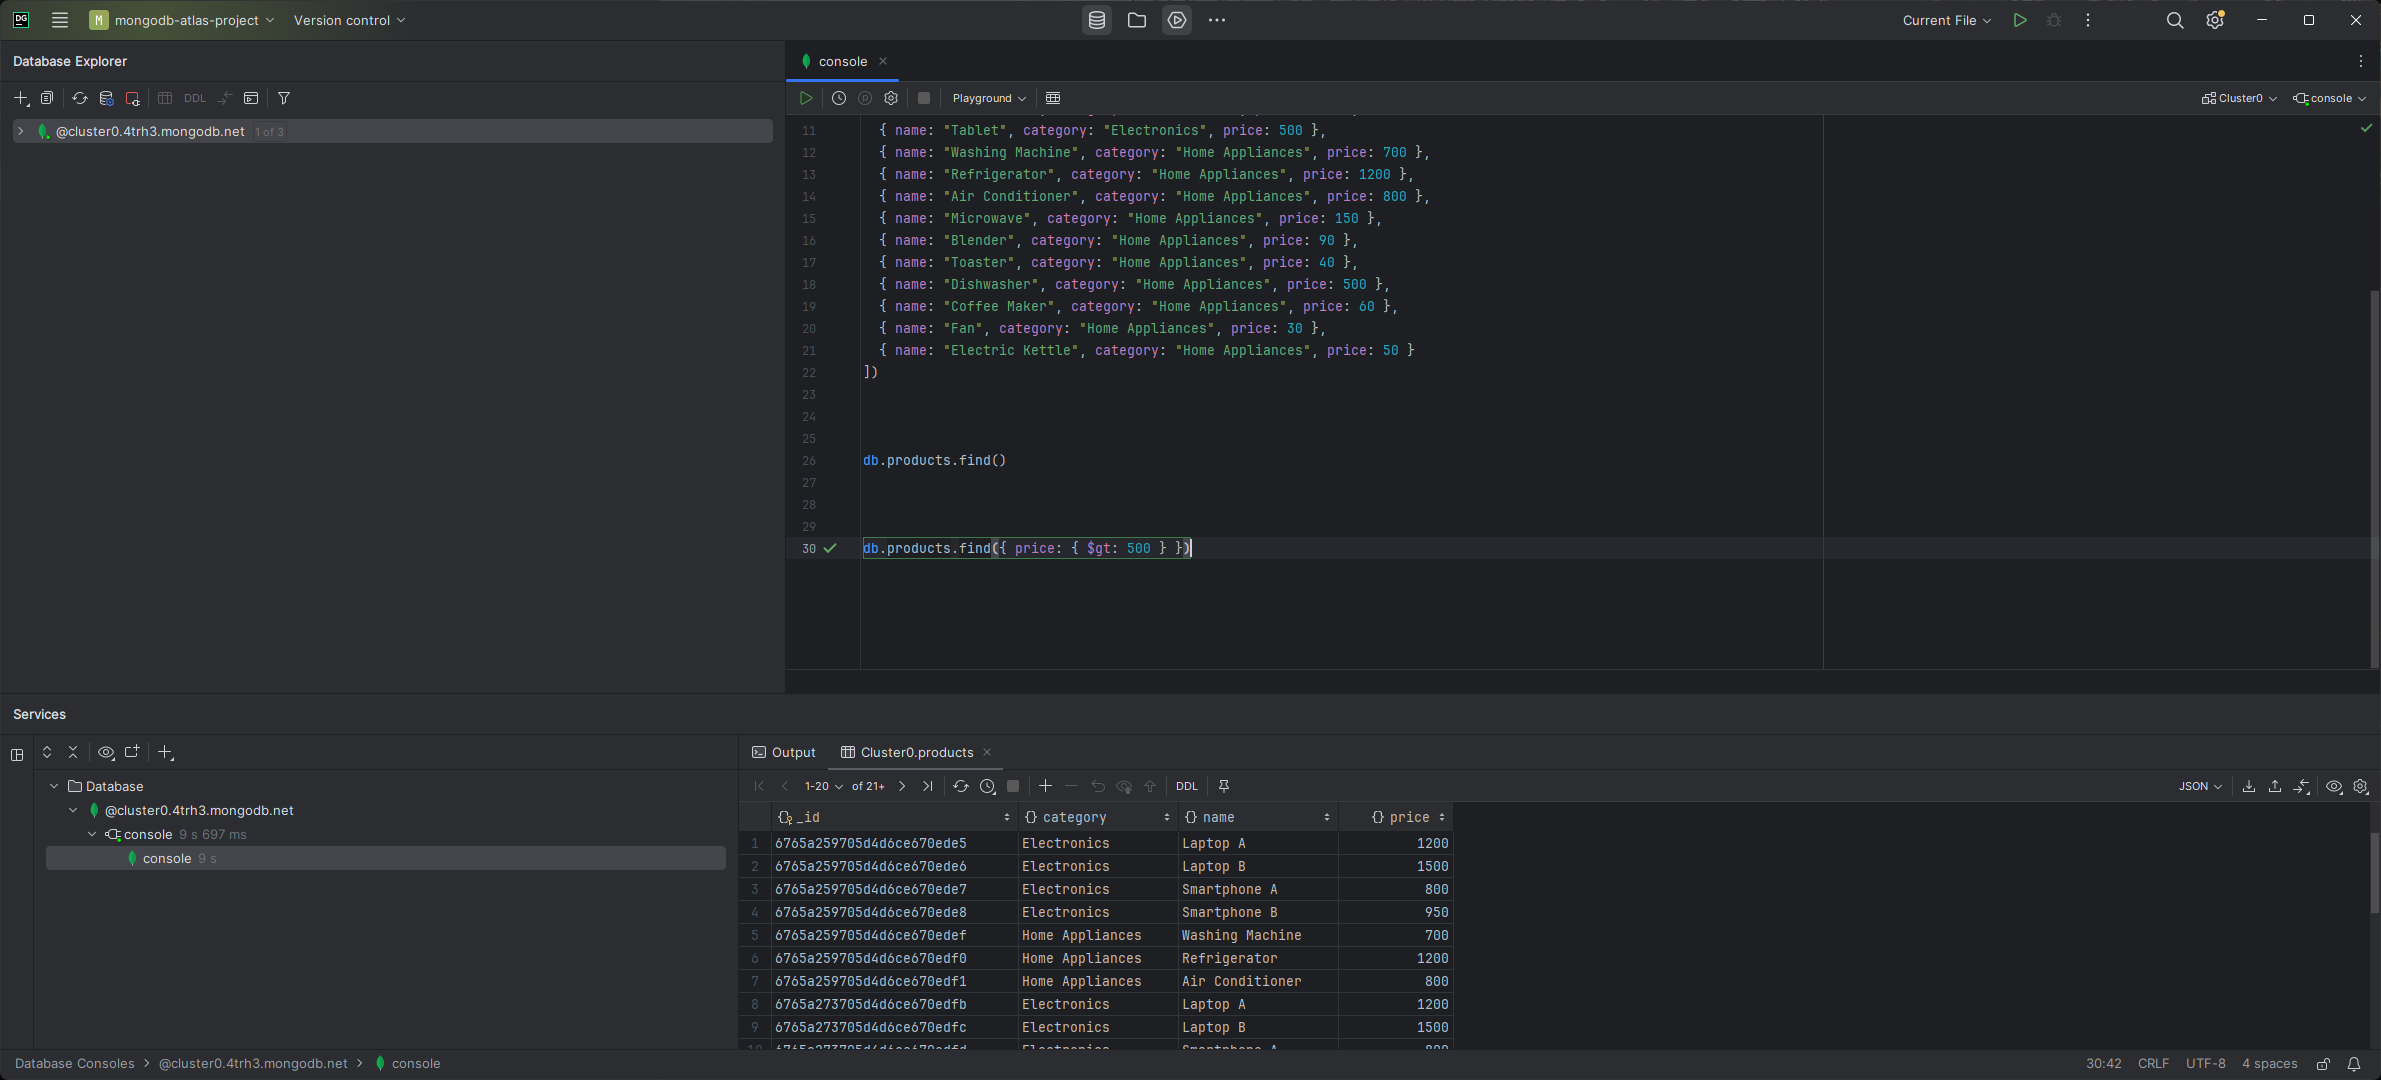 DG
M mongodb-atlas-project
Version control
Current File
Database Explorer
DDL
@cluster0.4trh3.mongodb.net 1 of 3
console
Playground
Cluster0
console
11 { name: "Tablet", category: "Electronics", price: 500 },
12 { name: "Washing Machine", category: "Home Appliances", price: 700 },
13 { name: "Refrigerator", category: "Home Appliances", price: 1200 },
14 { name: "Air Conditioner", category: "Home Appliances", price: 800 },
15 { name: "Microwave", category: "Home Appliances", price: 150 },
16 { name: "Blender", category: "Home Appliances", price: 90 },
17 { name: "Toaster", category: "Home Appliances", price: 40 },
18 { name: "Dishwasher", category: "Home Appliances", price: 500 },
19 { name: "Coffee Maker", category: "Home Appliances", price: 60 },
20 { name: "Fan", category: "Home Appliances", price: 30 },
21 { name: "Electric Kettle", category: "Home Appliances", price: 50 }
22 ])
23
24
25
26 db.products.find()
27
28
29
30 db.products.find({ price: { $gt: 500 } })
Services
Database
@cluster0.4trh3.mongodb.net
console 9 s 697 ms
console 9 s
Output
Cluster0.products
1-20 of 21+
DDL
JSON
_id category name price
1 6765a259705d4d6ce670ede5 Electronics Laptop A 1200
2 6765a259705d4d6ce670ede6 Electronics Laptop B 1500
3 6765a259705d4d6ce670ede7 Electronics Smartphone A 800
4 6765a259705d4d6ce670ede8 Electronics Smartphone B 950
5 6765a259705d4d6ce670edef Home Appliances Washing Machine 700
6 6765a259705d4d6ce670edf0 Home Appliances Refrigerator 1200
7 6765a259705d4d6ce670edf1 Home Appliances Air Conditioner 800
8 6765a273705d4d6ce670edfb Electronics Laptop A 1200
9 6765a273705d4d6ce670edfc Electronics Laptop B 1500
10 6765a273705d4d6ce670edfd Electronics Smartphone A 800
Database Consoles > @cluster0.4trh3.mongodb.net > console
30:42 CRLF UTF-8 4 spaces